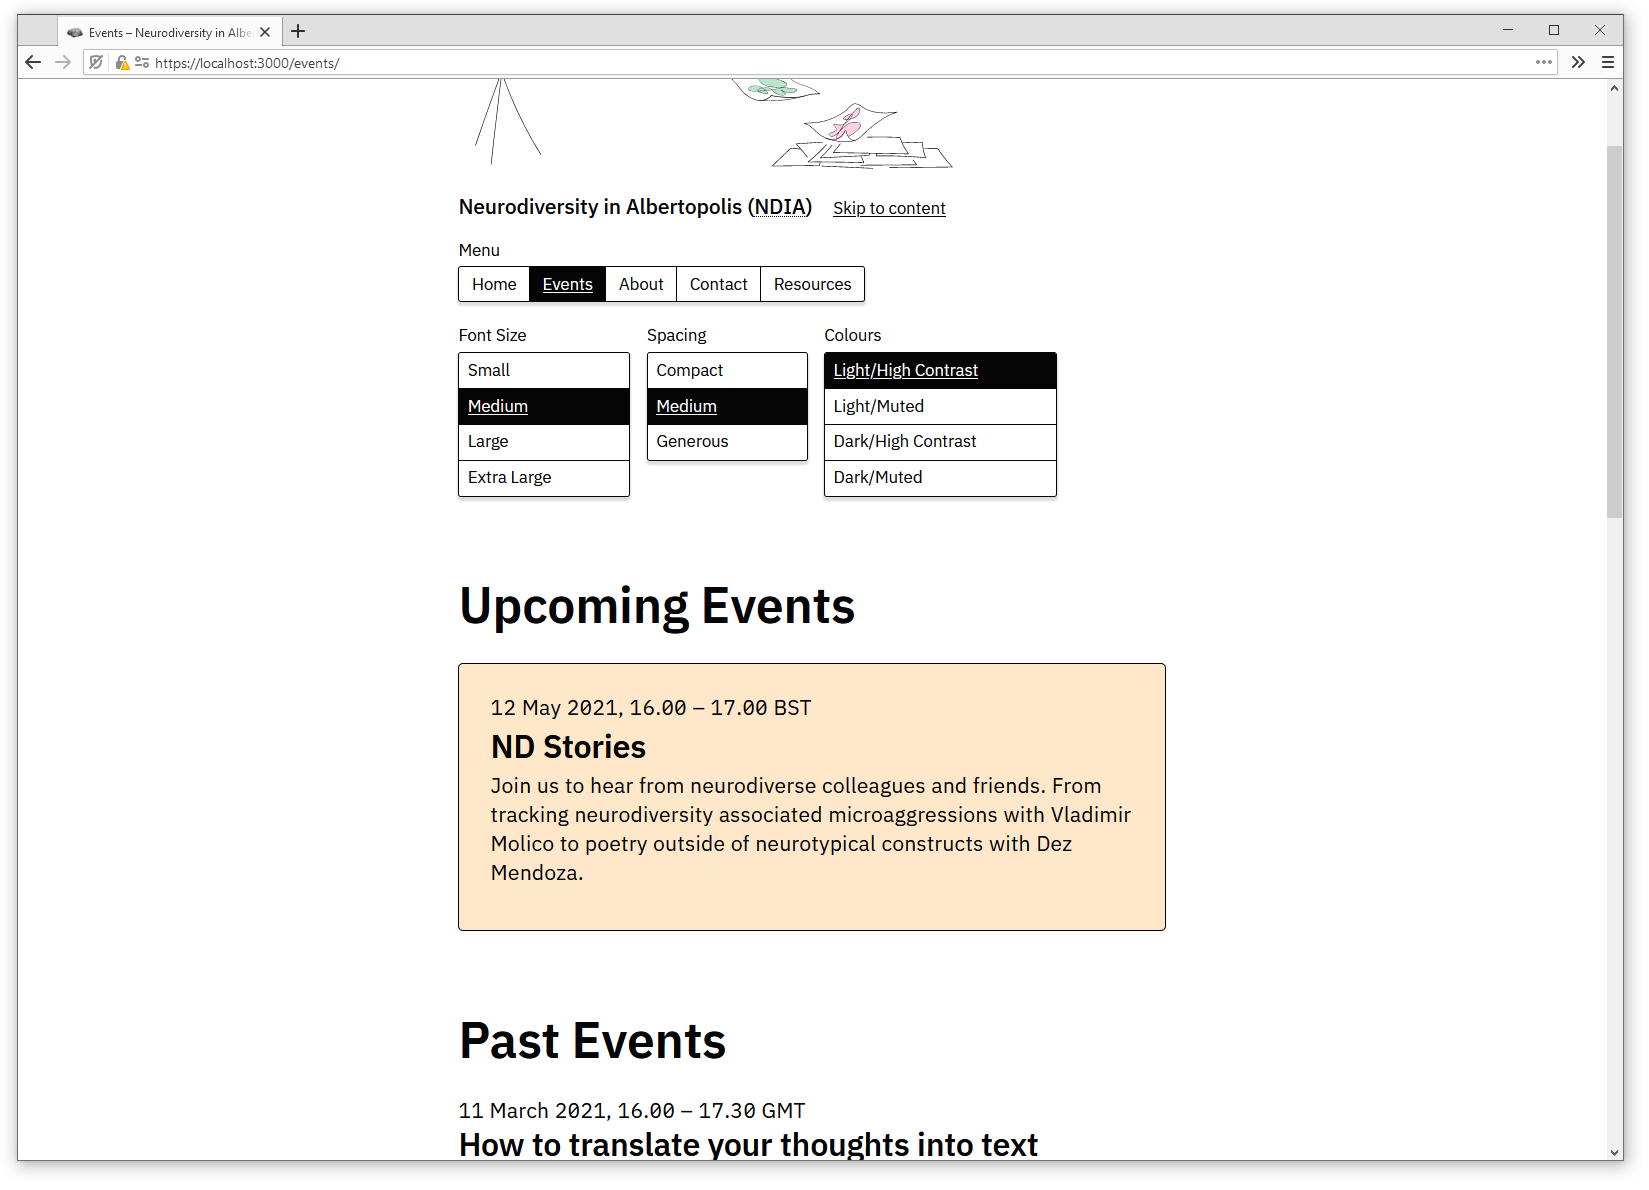 Events – Neurodiversity in Albe
https://localhost:3000/events/
Neurodiversity in Albertopolis (NDIA) Skip to content
Menu
Home Events About Contact Resources
Font Size
Small
Medium
Large
Extra Large
Spacing
Compact
Medium
Generous
Colours
Light/High Contrast
Light/Muted
Dark/High Contrast
Dark/Muted
Upcoming Events
12 May 2021, 16.00 – 17.00 BST
ND Stories
Join us to hear from neurodiverse colleagues and friends. From
tracking neurodiversity associated microaggressions with Vladimir
Molico to poetry outside of neurotypical constructs with Dez
Mendoza.
Past Events
11 March 2021, 16.00 – 17.30 GMT
How to translate your thoughts into text